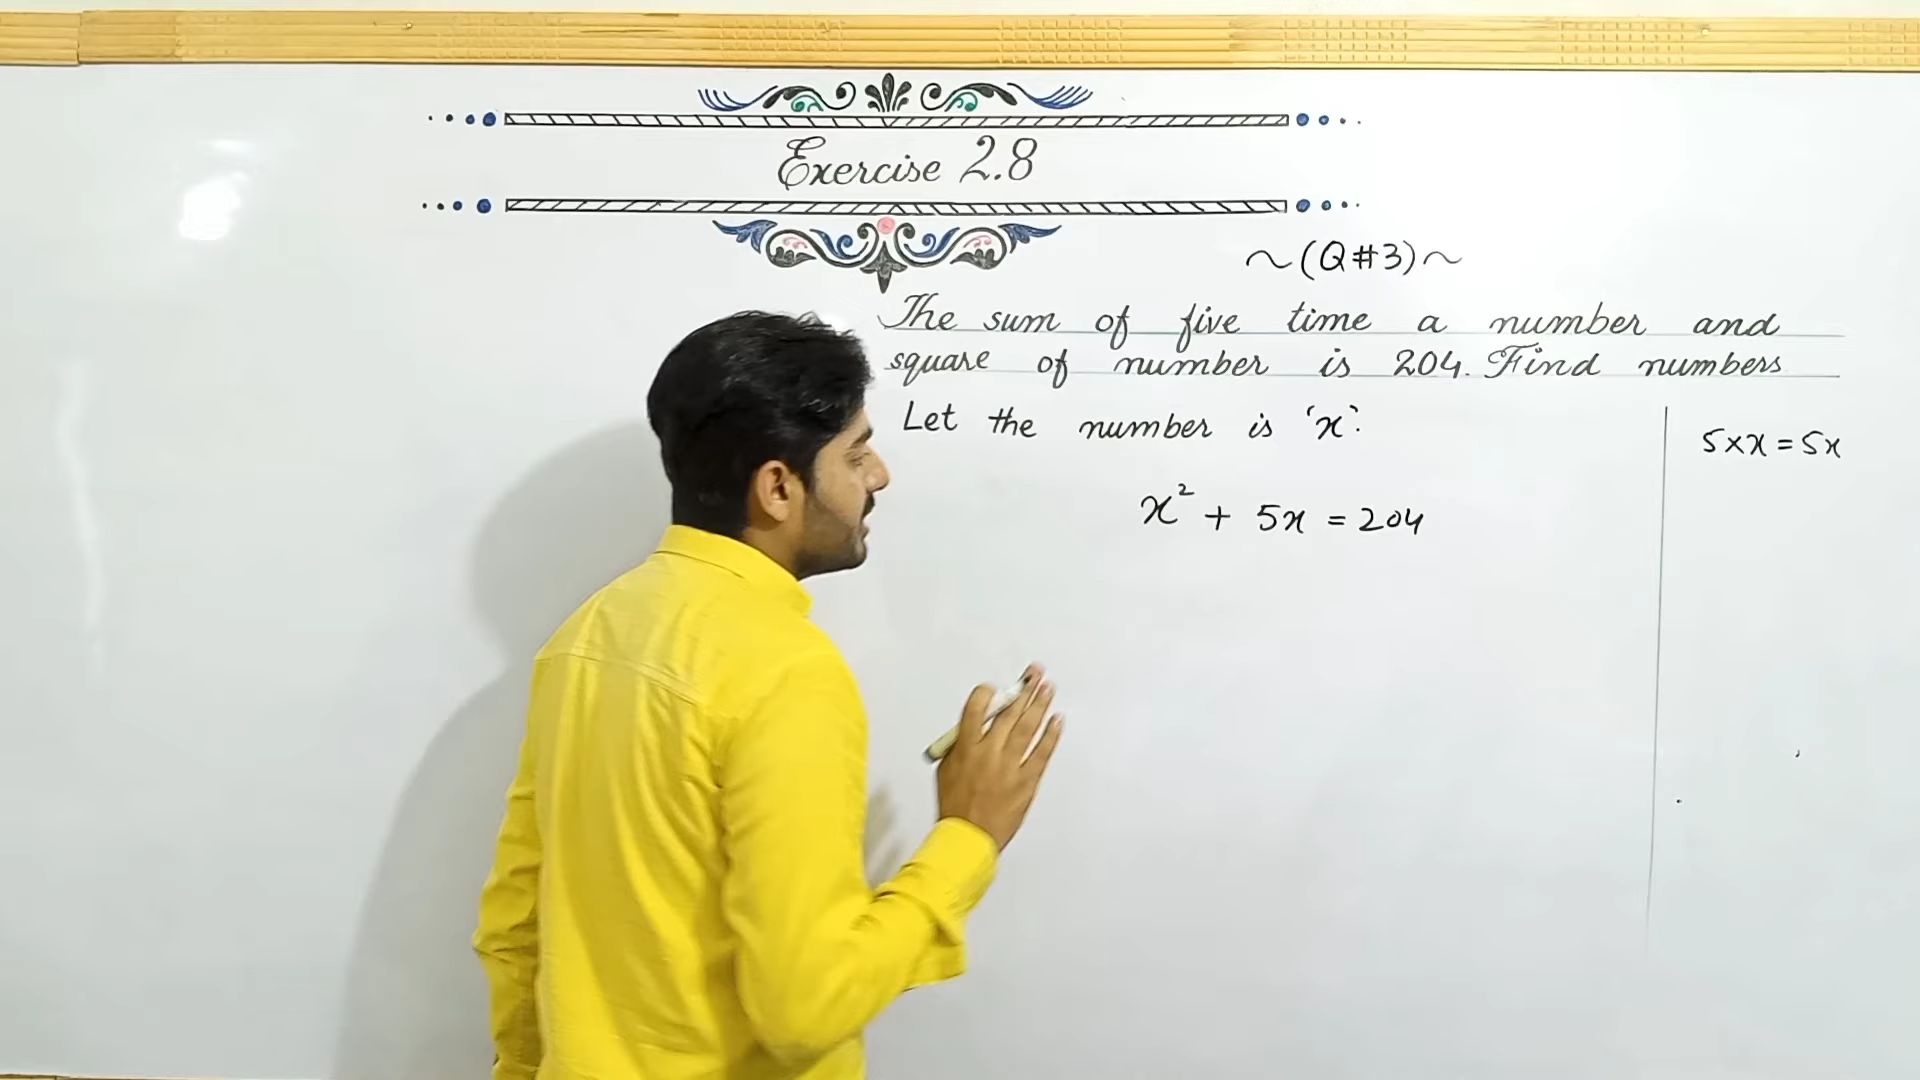 Exercise 2.8
~(Q#3)~
The sum of five time a number and
square of number is 204. Find numbers
Let the number is 'x'.
5×x = 5x
x² + 5x = 204